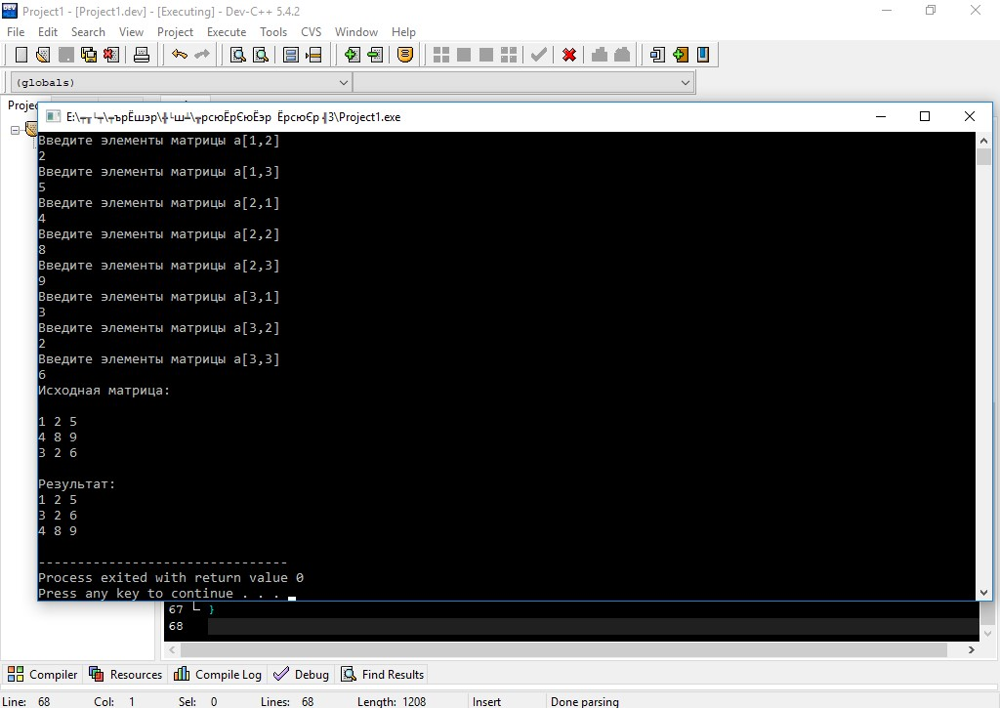 Project1 - [Project1.dev] - [Executing] - Dev-C++ 5.4.2
File Edit Search View Project Execute Tools CVS Window Help
(globals)
Projec
Project1.exe
Введите элементы матрицы a[1,2]
2
Введите элементы матрицы a[1,3]
5
Введите элементы матрицы a[2,1]
4
Введите элементы матрицы a[2,2]
8
Введите элементы матрицы a[2,3]
9
Введите элементы матрицы a[3,1]
3
Введите элементы матрицы a[3,2]
2
Введите элементы матрицы a[3,3]
6
Исходная матрица:
1 2 5
4 8 9
3 2 6
Результат:
1 2 5
3 2 6
4 8 9
--------------------------------
Process exited with return value 0
Press any key to continue . . .
67 }
68
Compiler Resources Compile Log Debug Find Results
Line: 68 Col: 1 Sel: 0 Lines: 68 Length: 1208 Insert Done parsing